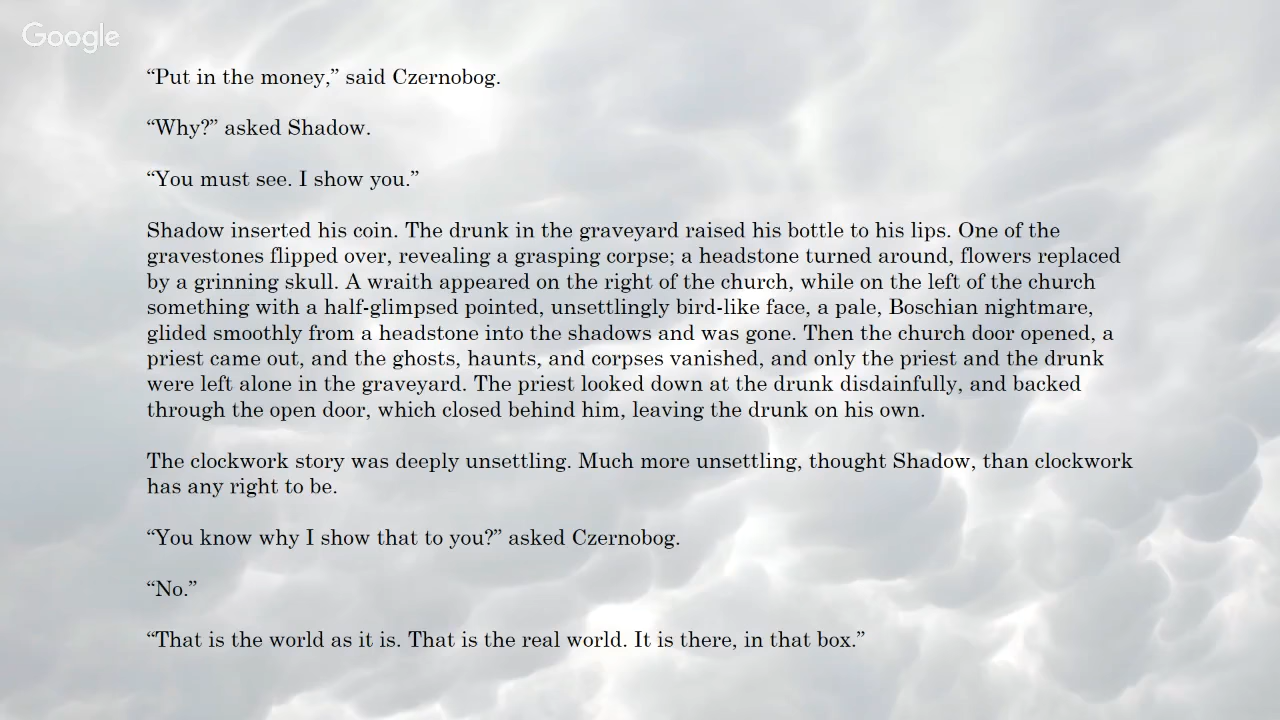 Google
“Put in the money,” said Czernobog.
“Why?” asked Shadow.
“You must see. I show you.”
Shadow inserted his coin. The drunk in the graveyard raised his bottle to his lips. One of the
gravestones flipped over, revealing a grasping corpse; a headstone turned around, flowers replaced
by a grinning skull. A wraith appeared on the right of the church, while on the left of the church
something with a half-glimpsed pointed, unsettlingly bird-like face, a pale, Boschian nightmare,
glided smoothly from a headstone into the shadows and was gone. Then the church door opened, a
priest came out, and the ghosts, haunts, and corpses vanished, and only the priest and the drunk
were left alone in the graveyard. The priest looked down at the drunk disdainfully, and backed
through the open door, which closed behind him, leaving the drunk on his own.
The clockwork story was deeply unsettling. Much more unsettling, thought Shadow, than clockwork
has any right to be.
“You know why I show that to you?” asked Czernobog.
“No.”
“That is the world as it is. That is the real world. It is there, in that box.”